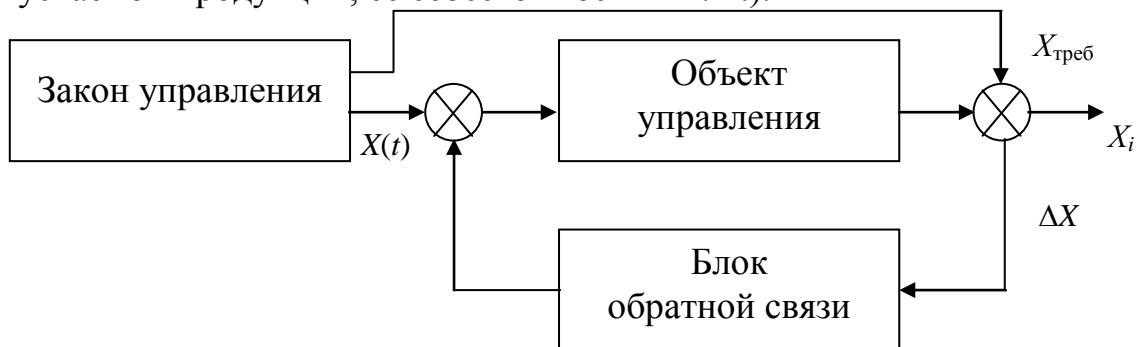 Закон управления
Объект
управления
Xтреб
X(t)
Xi
ΔX
Блок
обратной связи